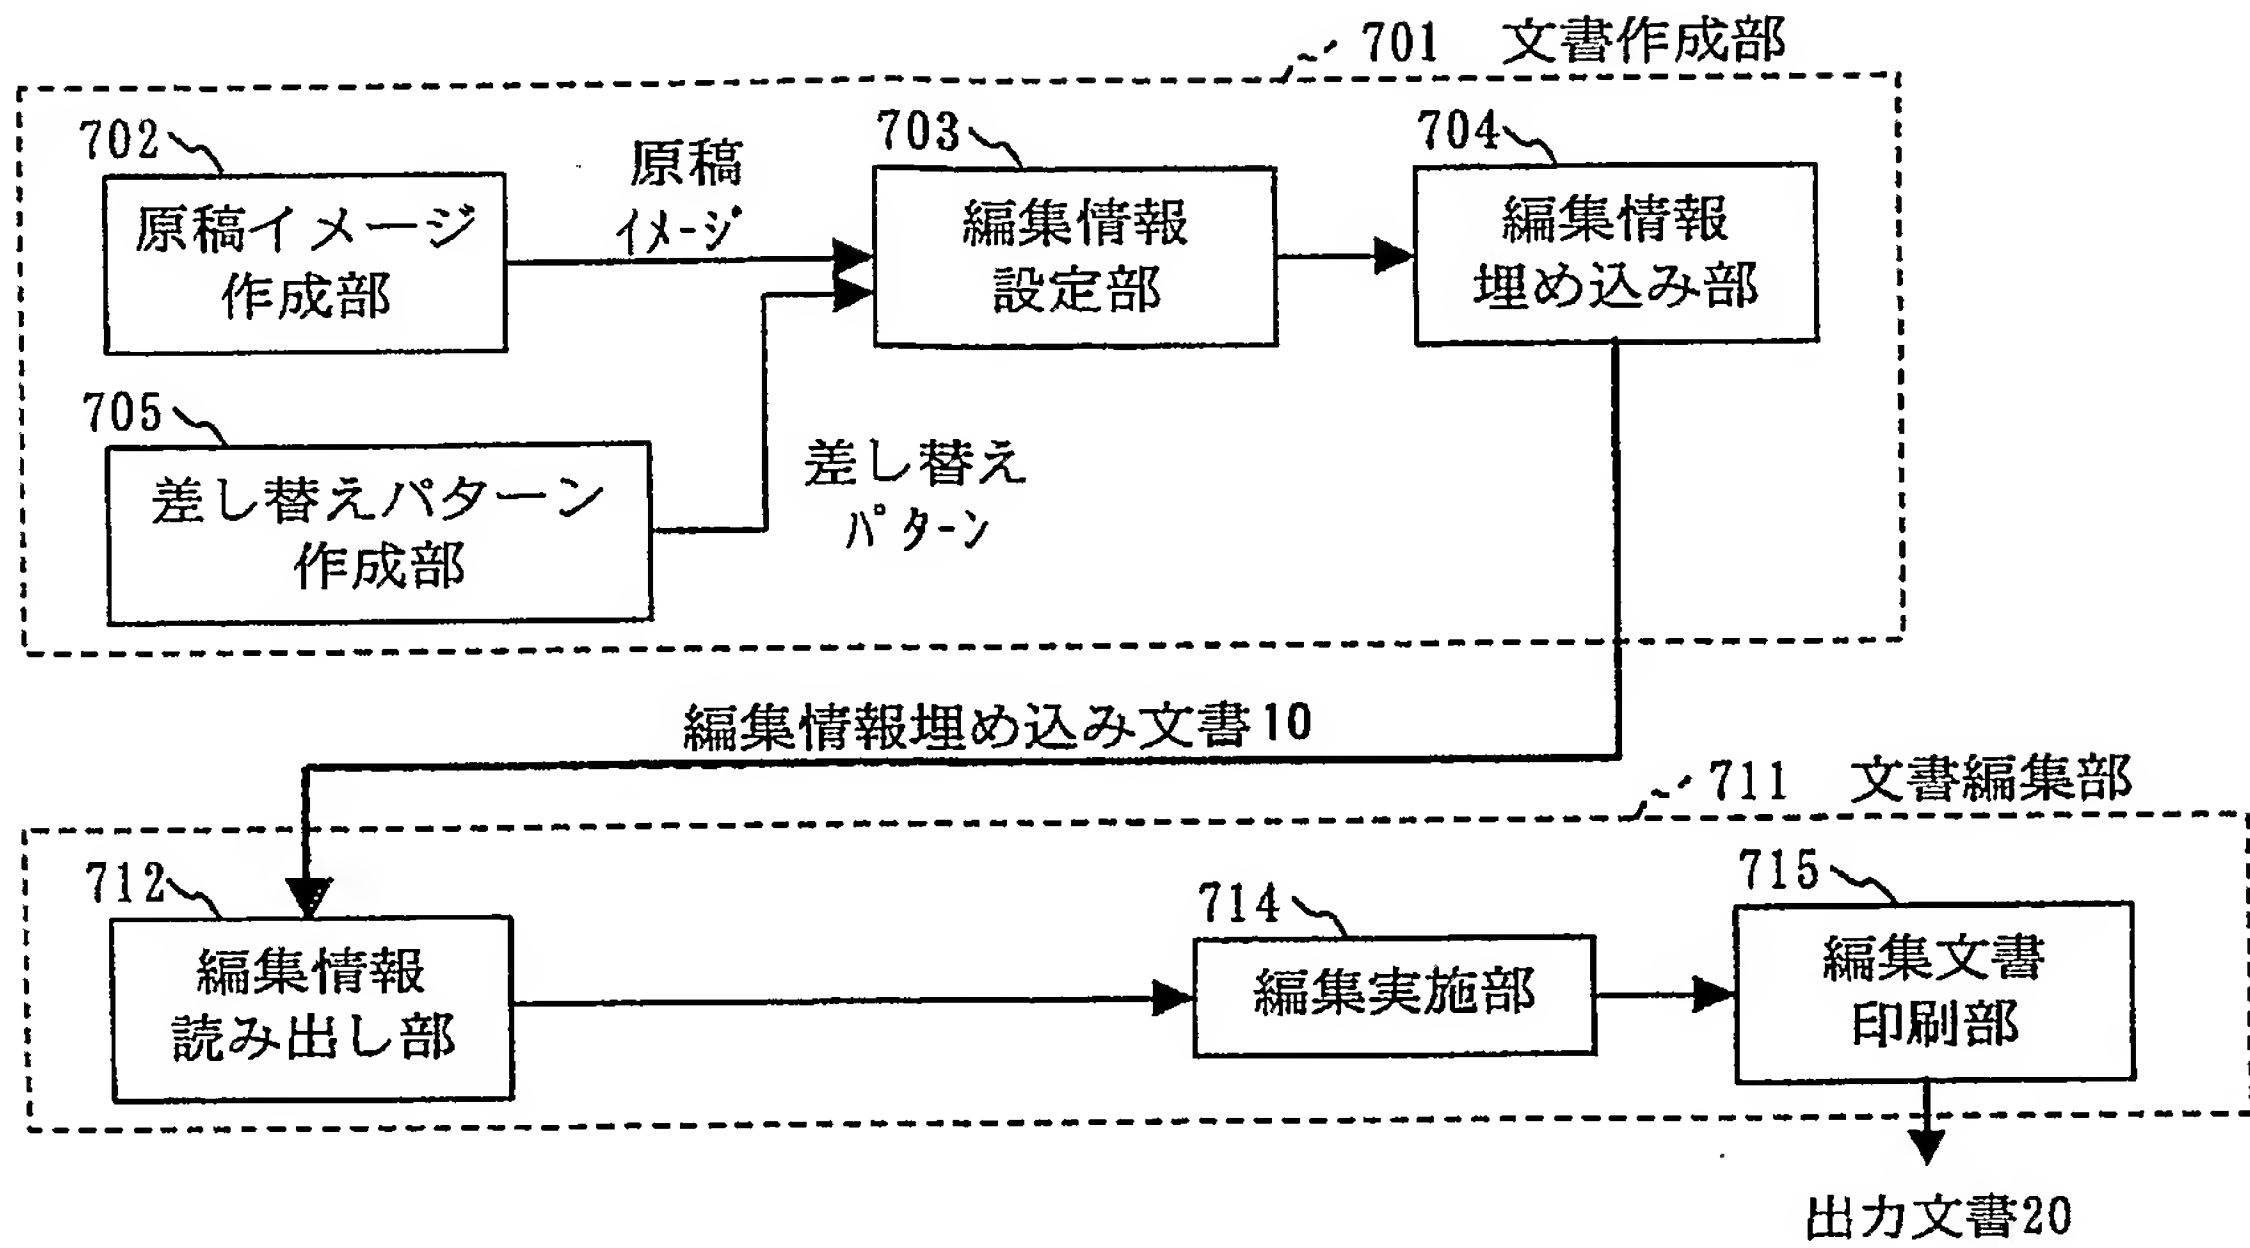 701 文書作成部
702
原稿イメージ
作成部
原稿
イメージ
703
編集情報
設定部
704
編集情報
埋め込み部
705
差し替えパターン
作成部
差し替え
パターン
編集情報埋め込み文書10
711 文書編集部
712
編集情報
読み出し部
714
編集実施部
715
編集文書
印刷部
出力文書20